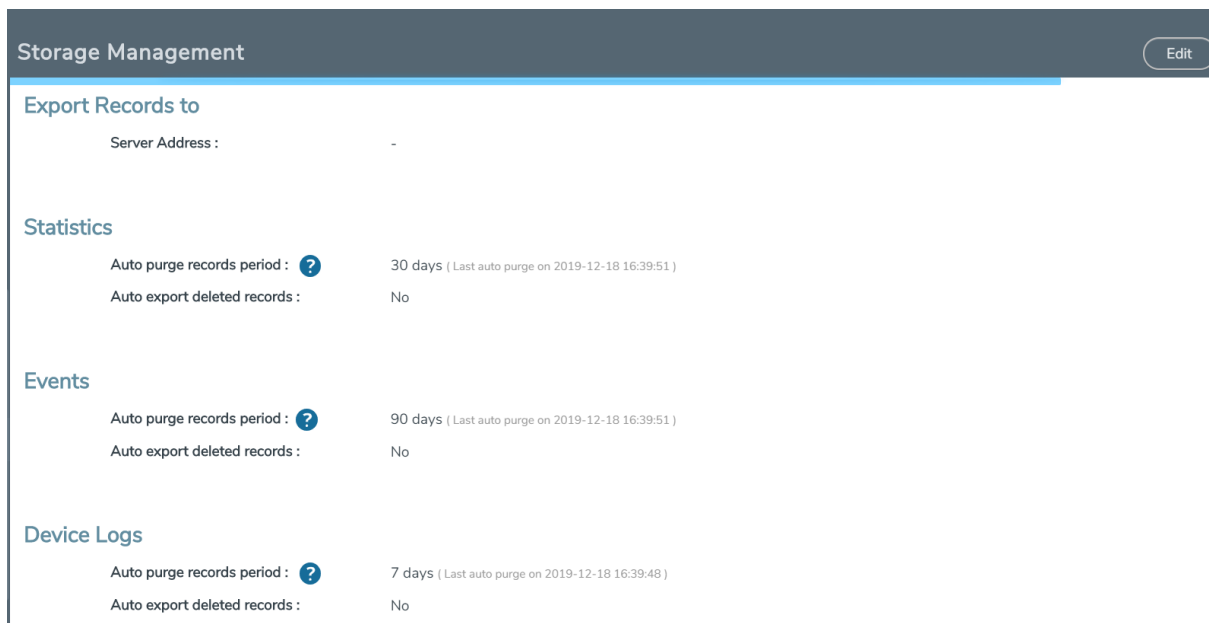 Storage Management
Edit
Export Records to
Server Address : -
Statistics
Auto purge records period : ? 30 days ( Last auto purge on 2019-12-18 16:39:51 )
Auto export deleted records : No
Events
Auto purge records period : ? 90 days ( Last auto purge on 2019-12-18 16:39:51 )
Auto export deleted records : No
Device Logs
Auto purge records period : ? 7 days ( Last auto purge on 2019-12-18 16:39:48 )
Auto export deleted records : No